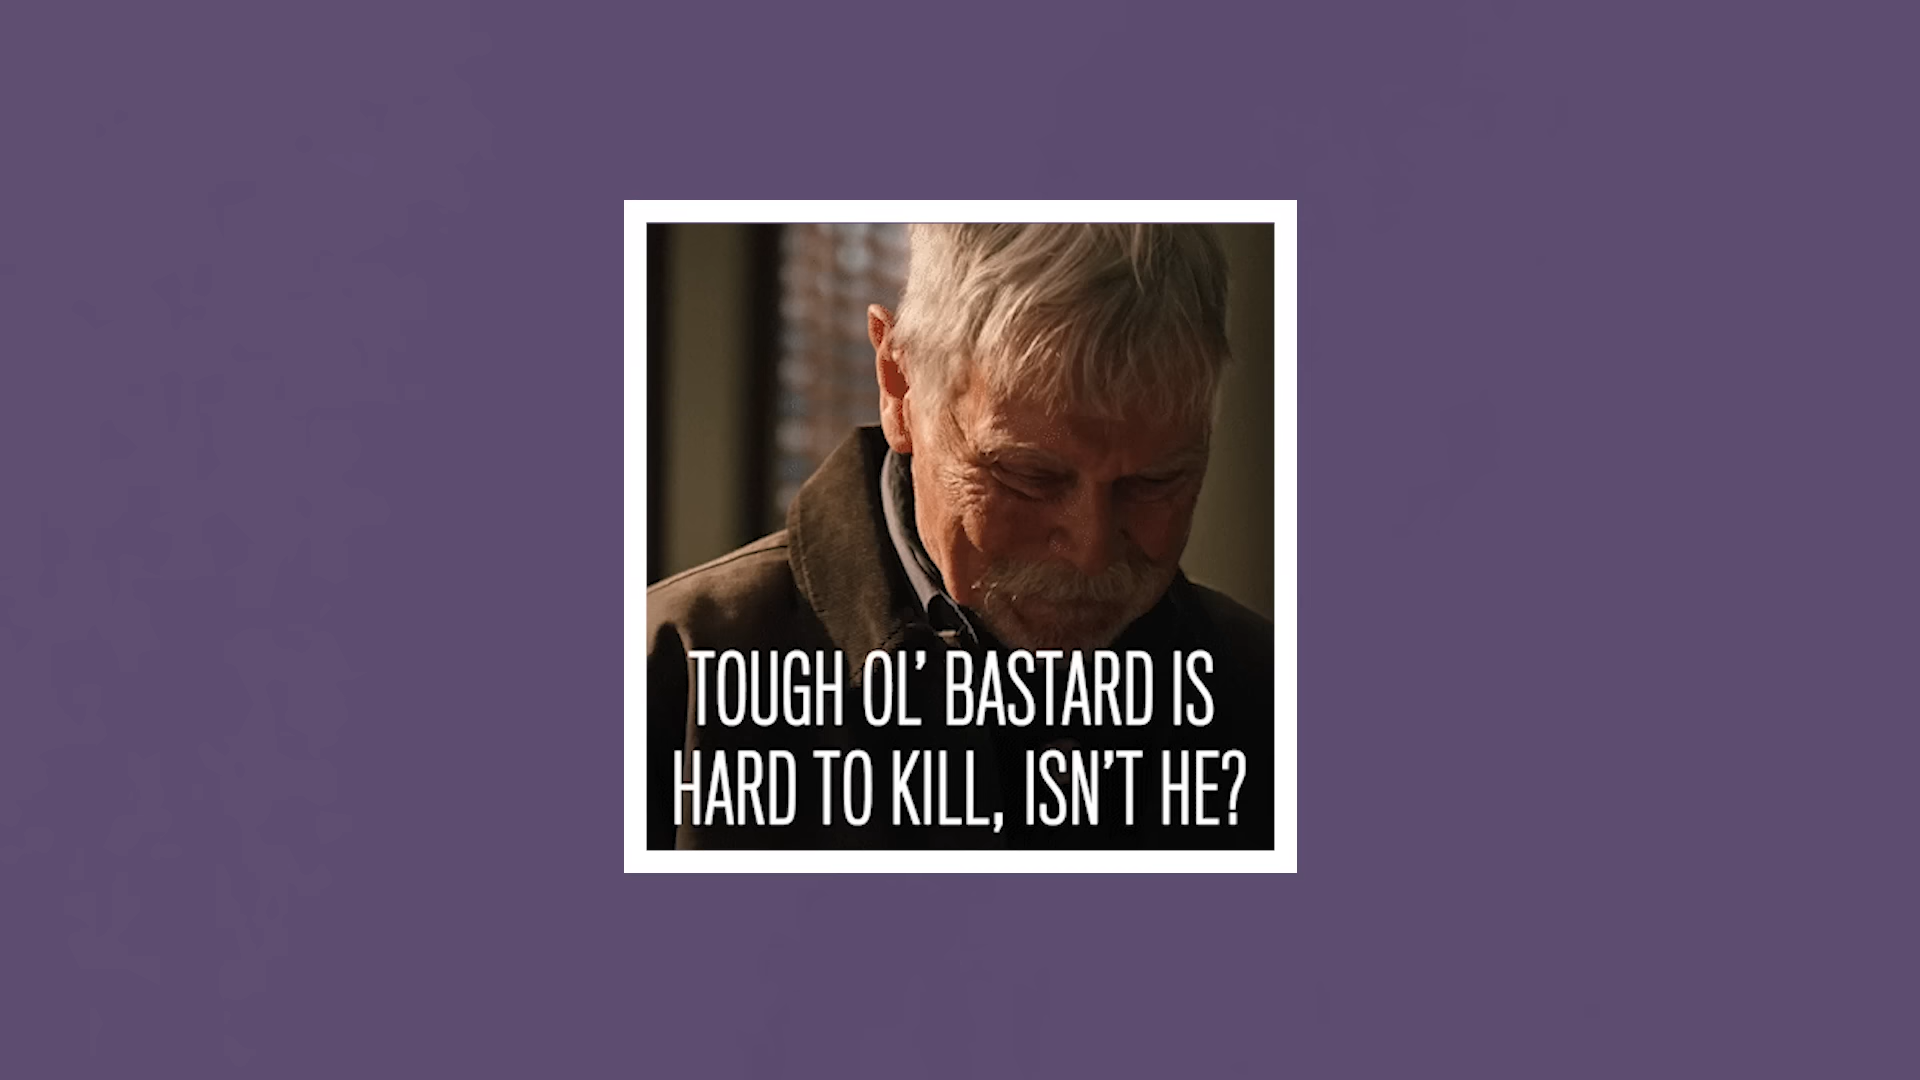 TOUGH OL’ BASTARD IS
HARD TO KILL, ISN’T HE?